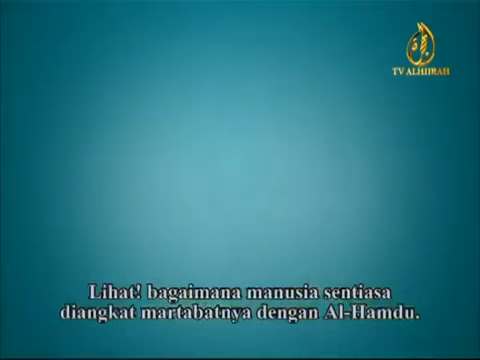 TV ALHIJRAH
Lihat! bagaimana manusia sentiasa
diangkat martabatnya dengan Al-Hamdu.